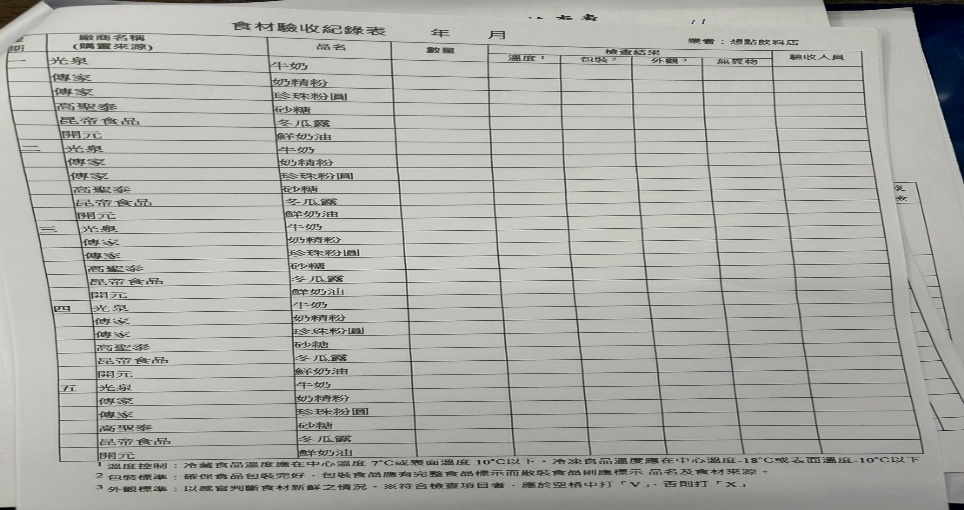 食材驗收紀錄表 年 月
業者：想點飲料店
星期 廠商名稱(購置來源) 品名 數量 檢查結果 驗收人員
溫度¹ 包裝² 外觀³ 無異物
一 光泉 牛奶
傳家 奶精粉
傳家 珍珠粉圓
高聖泰 砂糖
昆帝食品 冬瓜露
開元 鮮奶油
二 光泉 牛奶
傳家 奶精粉
傳家 珍珠粉圓
高聖泰 砂糖
昆帝食品 冬瓜露
開元 鮮奶油
三 光泉 牛奶
傳家 奶精粉
傳家 珍珠粉圓
高聖泰 砂糖
昆帝食品 冬瓜露
開元 鮮奶油
四 光泉 牛奶
傳家 奶精粉
傳家 珍珠粉圓
高聖泰 砂糖
昆帝食品 冬瓜露
開元 鮮奶油
五 光泉 牛奶
傳家 奶精粉
傳家 珍珠粉圓
高聖泰 砂糖
昆帝食品 冬瓜露
開元 鮮奶油
¹ 溫度控制：冷藏食品溫度應在中心溫度 7°C或表面溫度 10°C以下，冷凍食品溫度應在中心溫度-18°C或表面溫度-10°C以下
² 包裝標準：確保食品包裝完好，包裝食品應有完整食品標示而散裝食品則應標示 品名及食材來源。
³ 外觀標準：以感官判斷食材新鮮之情況。※符合檢查項目者，應於空格中打「V」，否則打「X」